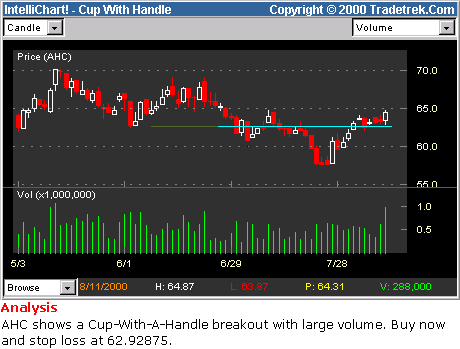 IntelliChart! - Cup With Handle Copyright © 2000 Tradetrek.Com
Candle Volume
Price (AHC)
70.0
65.0
60.0
55.0
Vol (x1,000,000)
1.0
0.5
5/3 6/1 6/29 7/28
Browse 8/11/2000 H: 64.87 L: 63.87 P: 64.31 V: 288,000
Analysis
AHC shows a Cup-With-A-Handle breakout with large volume. Buy now
and stop loss at 62.92875.